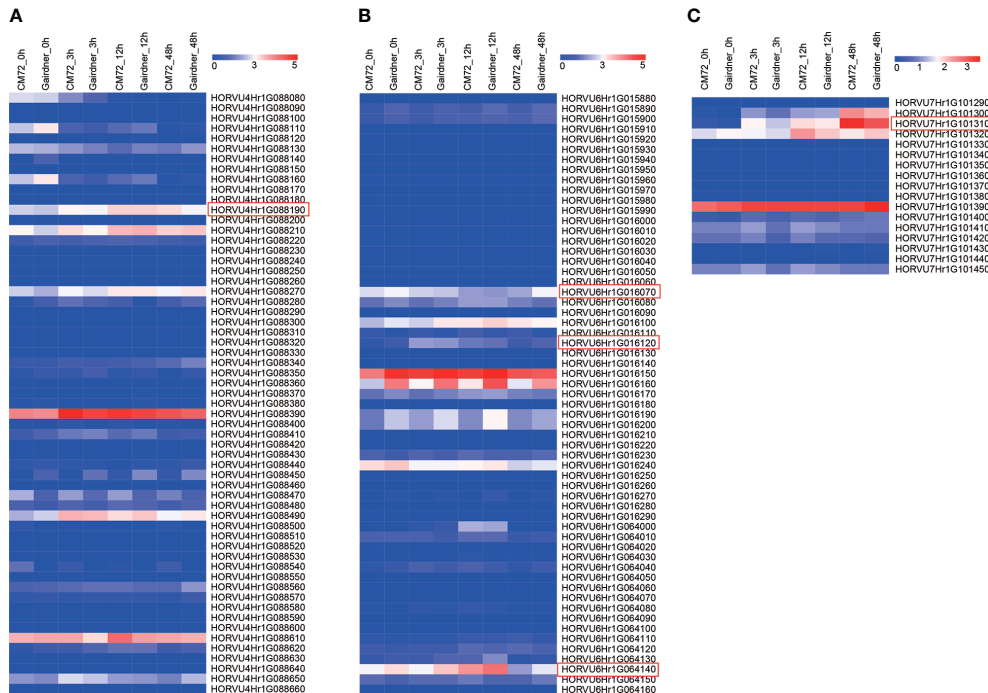 A
CM72_0h
Gairdner_0h
CM72_3h
Gairdner_3h
CM72_12h
Gairdner_12h
CM72_48h
Gairdner_48h
0 3 5
HORVU4Hr1G088080
HORVU4Hr1G088090
HORVU4Hr1G088100
HORVU4Hr1G088110
HORVU4Hr1G088120
HORVU4Hr1G088130
HORVU4Hr1G088140
HORVU4Hr1G088150
HORVU4Hr1G088160
HORVU4Hr1G088170
HORVU4Hr1G088180
HORVU4Hr1G088190
HORVU4Hr1G088200
HORVU4Hr1G088210
HORVU4Hr1G088220
HORVU4Hr1G088230
HORVU4Hr1G088240
HORVU4Hr1G088250
HORVU4Hr1G088260
HORVU4Hr1G088270
HORVU4Hr1G088280
HORVU4Hr1G088290
HORVU4Hr1G088300
HORVU4Hr1G088310
HORVU4Hr1G088320
HORVU4Hr1G088330
HORVU4Hr1G088340
HORVU4Hr1G088350
HORVU4Hr1G088360
HORVU4Hr1G088370
HORVU4Hr1G088380
HORVU4Hr1G088390
HORVU4Hr1G088400
HORVU4Hr1G088410
HORVU4Hr1G088420
HORVU4Hr1G088430
HORVU4Hr1G088440
HORVU4Hr1G088450
HORVU4Hr1G088460
HORVU4Hr1G088470
HORVU4Hr1G088480
HORVU4Hr1G088490
HORVU4Hr1G088500
HORVU4Hr1G088510
HORVU4Hr1G088520
HORVU4Hr1G088530
HORVU4Hr1G088540
HORVU4Hr1G088550
HORVU4Hr1G088560
HORVU4Hr1G088570
HORVU4Hr1G088580
HORVU4Hr1G088590
HORVU4Hr1G088600
HORVU4Hr1G088610
HORVU4Hr1G088620
HORVU4Hr1G088630
HORVU4Hr1G088640
HORVU4Hr1G088650
HORVU4Hr1G088660
B
CM72_0h
Gairdner_0h
CM72_3h
Gairdner_3h
CM72_12h
Gairdner_12h
CM72_48h
Gairdner_48h
0 3 5
HORVU6Hr1G015880
HORVU6Hr1G015890
HORVU6Hr1G015900
HORVU6Hr1G015910
HORVU6Hr1G015920
HORVU6Hr1G015930
HORVU6Hr1G015940
HORVU6Hr1G015950
HORVU6Hr1G015960
HORVU6Hr1G015970
HORVU6Hr1G015980
HORVU6Hr1G015990
HORVU6Hr1G016000
HORVU6Hr1G016010
HORVU6Hr1G016020
HORVU6Hr1G016030
HORVU6Hr1G016040
HORVU6Hr1G016050
HORVU6Hr1G016060
HORVU6Hr1G016070
HORVU6Hr1G016080
HORVU6Hr1G016090
HORVU6Hr1G016100
HORVU6Hr1G016110
HORVU6Hr1G016120
HORVU6Hr1G016130
HORVU6Hr1G016140
HORVU6Hr1G016150
HORVU6Hr1G016160
HORVU6Hr1G016170
HORVU6Hr1G016180
HORVU6Hr1G016190
HORVU6Hr1G016200
HORVU6Hr1G016210
HORVU6Hr1G016220
HORVU6Hr1G016230
HORVU6Hr1G016240
HORVU6Hr1G016250
HORVU6Hr1G016260
HORVU6Hr1G016270
HORVU6Hr1G016280
HORVU6Hr1G016290
HORVU6Hr1G064000
HORVU6Hr1G064010
HORVU6Hr1G064020
HORVU6Hr1G064030
HORVU6Hr1G064040
HORVU6Hr1G064050
HORVU6Hr1G064060
HORVU6Hr1G064070
HORVU6Hr1G064080
HORVU6Hr1G064090
HORVU6Hr1G064100
HORVU6Hr1G064110
HORVU6Hr1G064120
HORVU6Hr1G064130
HORVU6Hr1G064140
HORVU6Hr1G064150
HORVU6Hr1G064160
C
CM72_0h
Gairdner_0h
CM72_3h
Gairdner_3h
CM72_12h
Gairdner_12h
CM72_48h
Gairdner_48h
0 1 2 3
HORVU7Hr1G101290
HORVU7Hr1G101300
HORVU7Hr1G101310
HORVU7Hr1G101320
HORVU7Hr1G101330
HORVU7Hr1G101340
HORVU7Hr1G101350
HORVU7Hr1G101360
HORVU7Hr1G101370
HORVU7Hr1G101380
HORVU7Hr1G101390
HORVU7Hr1G101400
HORVU7Hr1G101410
HORVU7Hr1G101420
HORVU7Hr1G101430
HORVU7Hr1G101440
HORVU7Hr1G101450